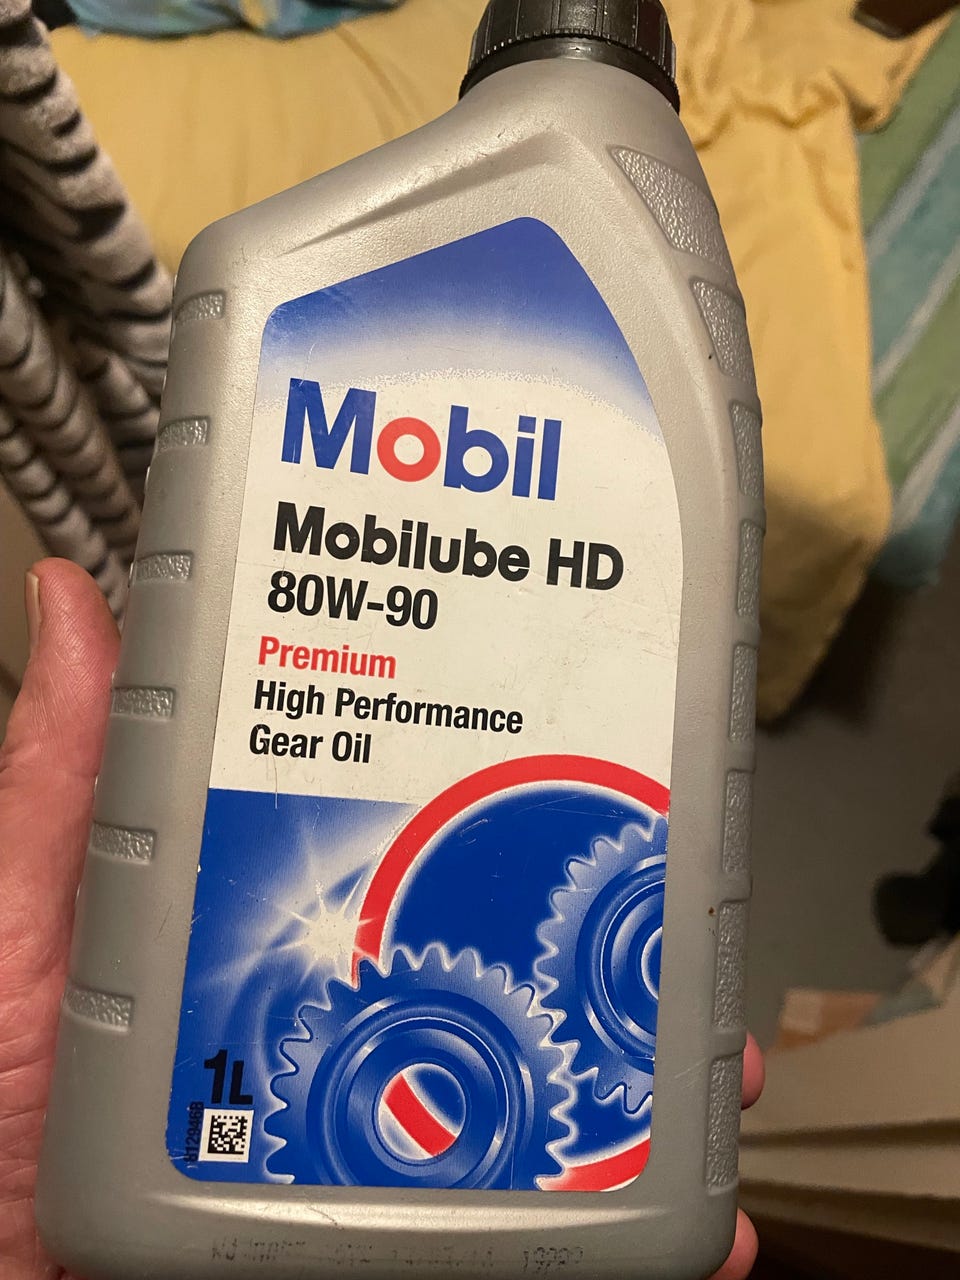 Mobil
Mobilube HD
80W-90
Premium
High Performance
Gear Oil
1L